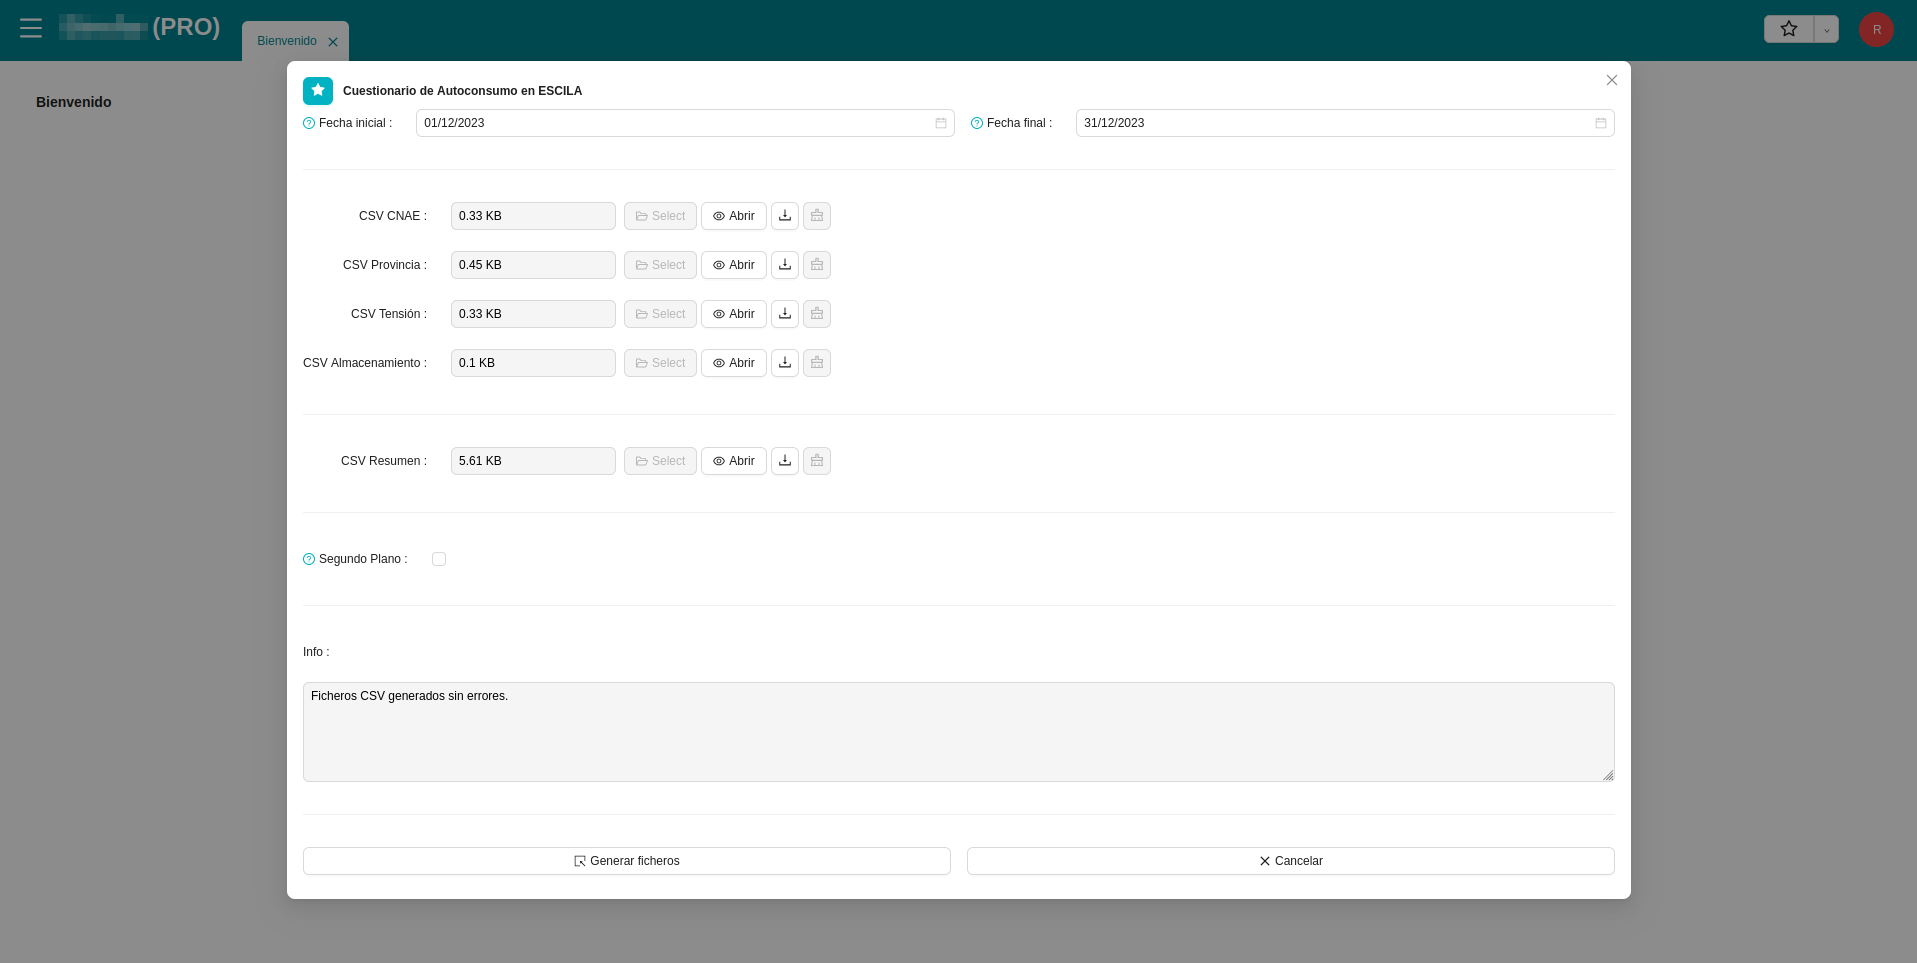 (PRO)
Bienvenido
R
Bienvenido
Cuestionario de Autoconsumo en ESCILA
Fecha inicial : 01/12/2023 Fecha final : 31/12/2023
CSV CNAE : 0.33 KB Select Abrir
CSV Provincia : 0.45 KB Select Abrir
CSV Tensión : 0.33 KB Select Abrir
CSV Almacenamiento : 0.1 KB Select Abrir
CSV Resumen : 5.61 KB Select Abrir
Segundo Plano :
Info :
Ficheros CSV generados sin errores.
Generar ficheros Cancelar